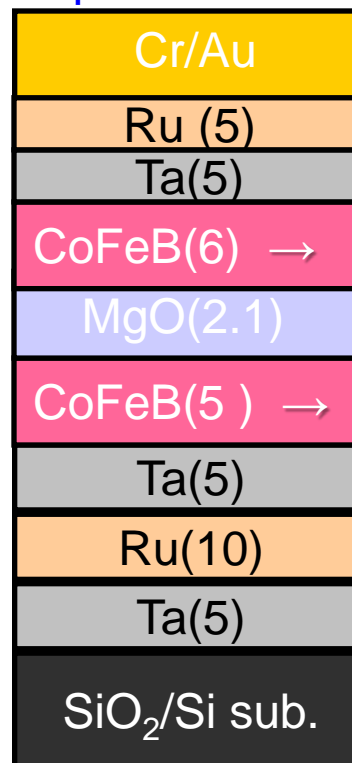 Cr/Au
Ru (5)
Ta(5)
CoFeB(6) →
MgO(2.1)
CoFeB(5 ) →
Ta(5)
Ru(10)
Ta(5)
SiO₂/Si sub.